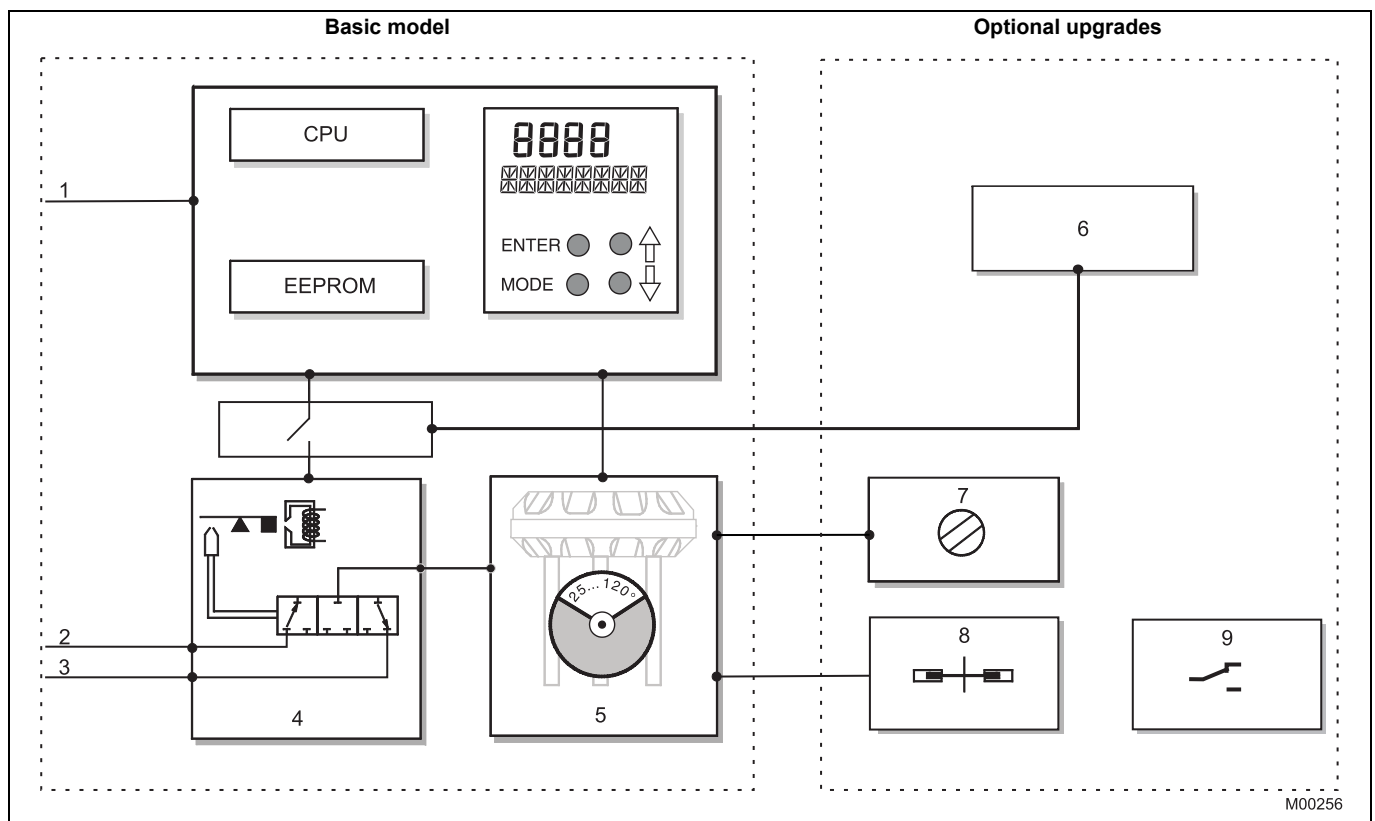 Basic model
Optional upgrades
CPU
8888
1
6
ENTER
EEPROM
MODE
7
25... 120°
8
9
2
3
4
5
M00256